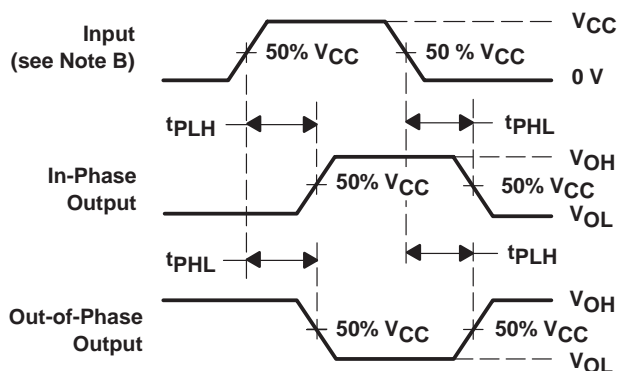 Input
(see Note B)
50% VCC
50 % VCC
VCC
0 V
tPLH
tPHL
In-Phase
Output
50% VCC
50% VCC
VOH
VOL
tPHL
tPLH
Out-of-Phase
Output
50% VCC
50% VCC
VOH
VOL